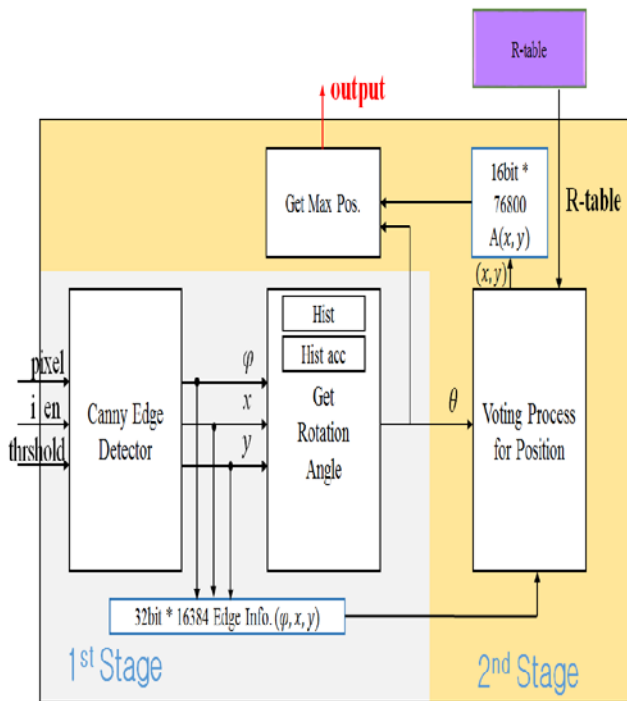 R-table
output
Get Max Pos.
16bit *
76800
A(x, y)
R-table
(x, y)
pixel
i_en
thrshold
Canny Edge
Detector
φ
x
y
Hist
Hist acc
Get
Rotation
Angle
θ
Voting Process
for Position
32bit * 16384 Edge Info. (φ, x, y)
1st Stage
2nd Stage